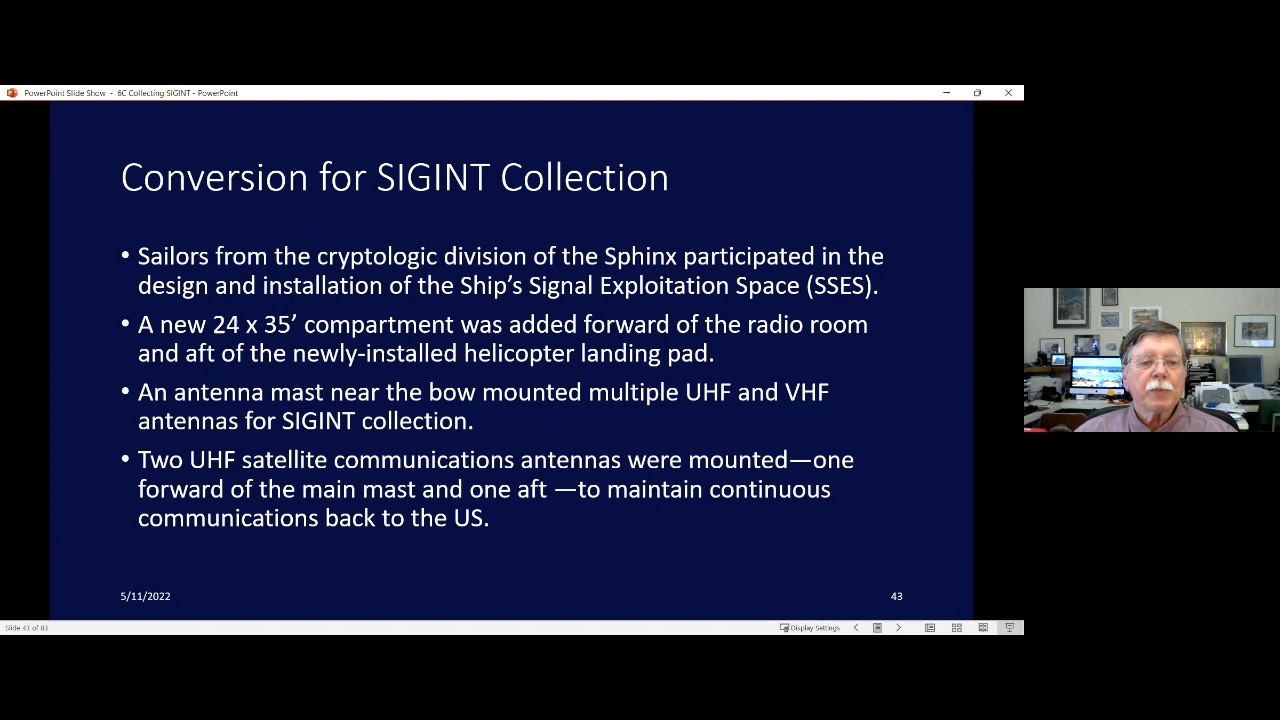 PowerPoint Slide Show - 6C Collecting SIGINT - PowerPoint
Conversion for SIGINT Collection
• Sailors from the cryptologic division of the Sphinx participated in the
design and installation of the Ship’s Signal Exploitation Space (SSES).
• A new 24 x 35’ compartment was added forward of the radio room
and aft of the newly-installed helicopter landing pad.
• An antenna mast near the bow mounted multiple UHF and VHF
antennas for SIGINT collection.
• Two UHF satellite communications antennas were mounted—one
forward of the main mast and one aft —to maintain continuous
communications back to the US.
5/11/2022
43
Slide 43 of 83
Display Settings